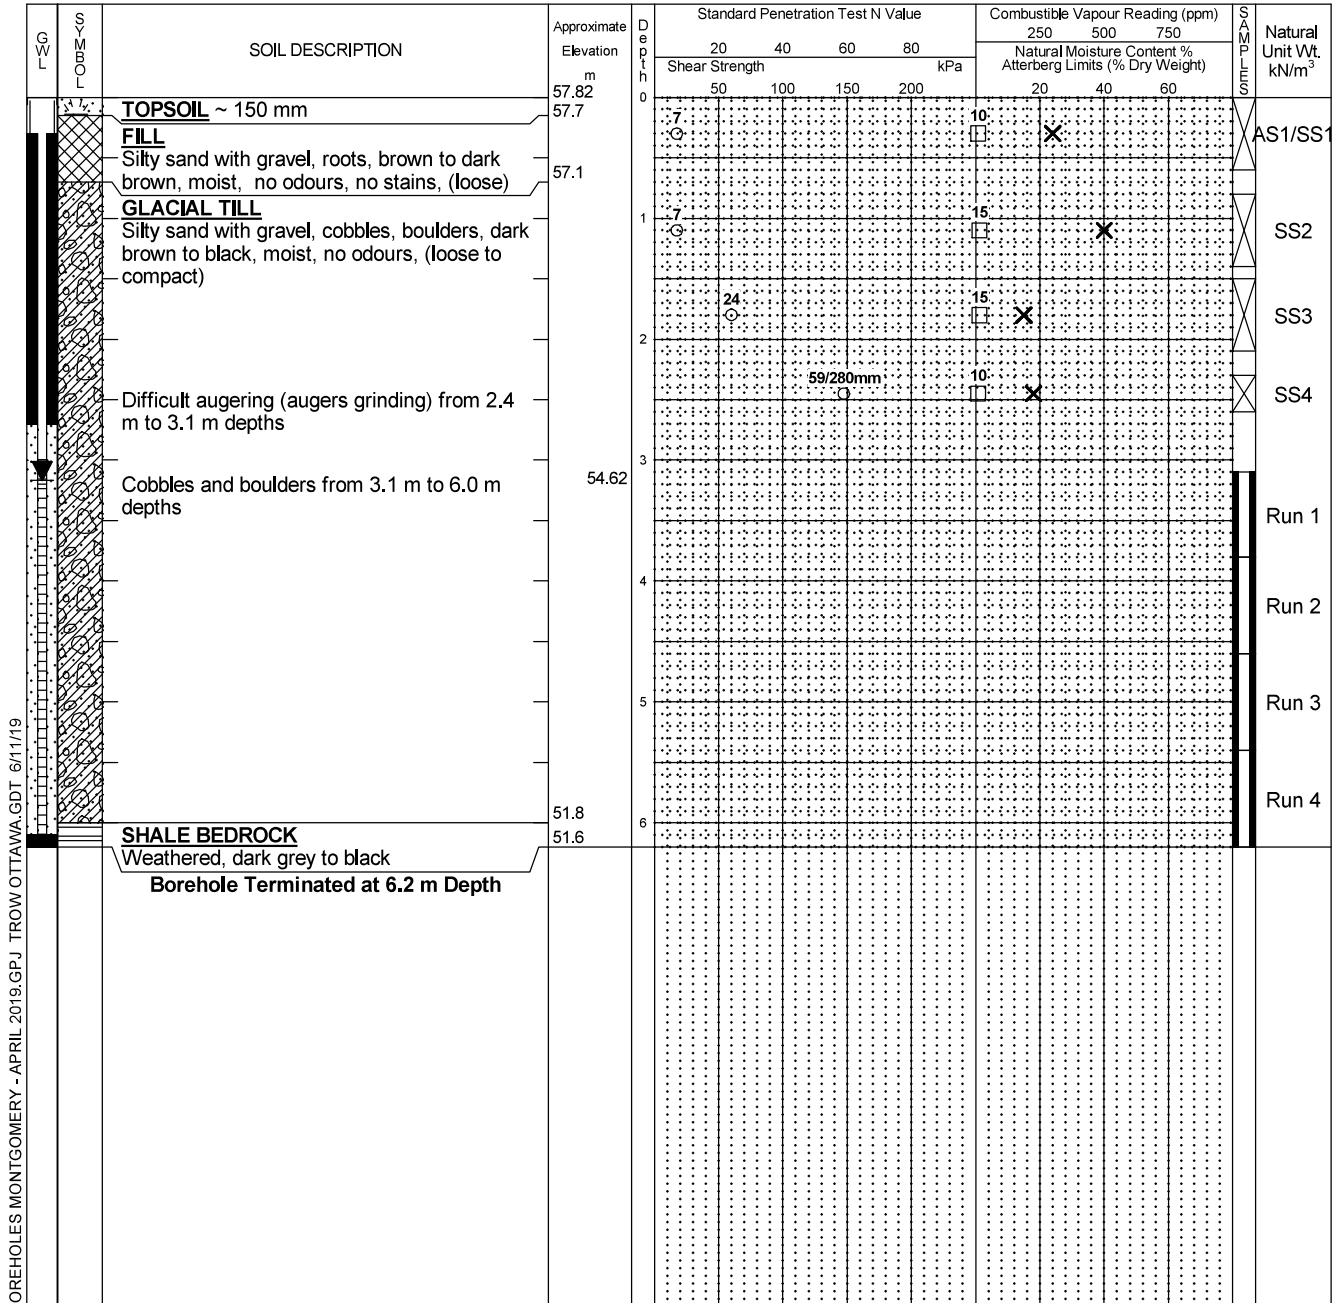 GWL
SYMBOL
SOIL DESCRIPTION
Approximate
Elevation
m
57.82
Depth
Standard Penetration Test N Value
20 40 60 80
Shear Strength kPa
50 100 150 200
Combustible Vapour Reading (ppm)
250 500 750
Natural Moisture Content %
Atterberg Limits (% Dry Weight)
20 40 60
SAMPLES
Natural
Unit Wt.
kN/m³
0
TOPSOIL ~ 150 mm
57.7
FILL
Silty sand with gravel, roots, brown to dark
brown, moist, no odours, no stains, (loose)
57.1
7
10
AS1/SS1
GLACIAL TILL
Silty sand with gravel, cobbles, boulders, dark
brown to black, moist, no odours, (loose to
compact)
1
7
15
SS2
24
15
SS3
2
59/280mm
10
SS4
Difficult augering (augers grinding) from 2.4
m to 3.1 m depths
3
Cobbles and boulders from 3.1 m to 6.0 m
depths
54.62
Run 1
4
Run 2
5
Run 3
Run 4
51.8
6
SHALE BEDROCK
51.6
Weathered, dark grey to black
Borehole Terminated at 6.2 m Depth
OREHOLES MONTGOMERY - APRIL 2019.GPJ TROW OTTAWA.GDT 6/11/19